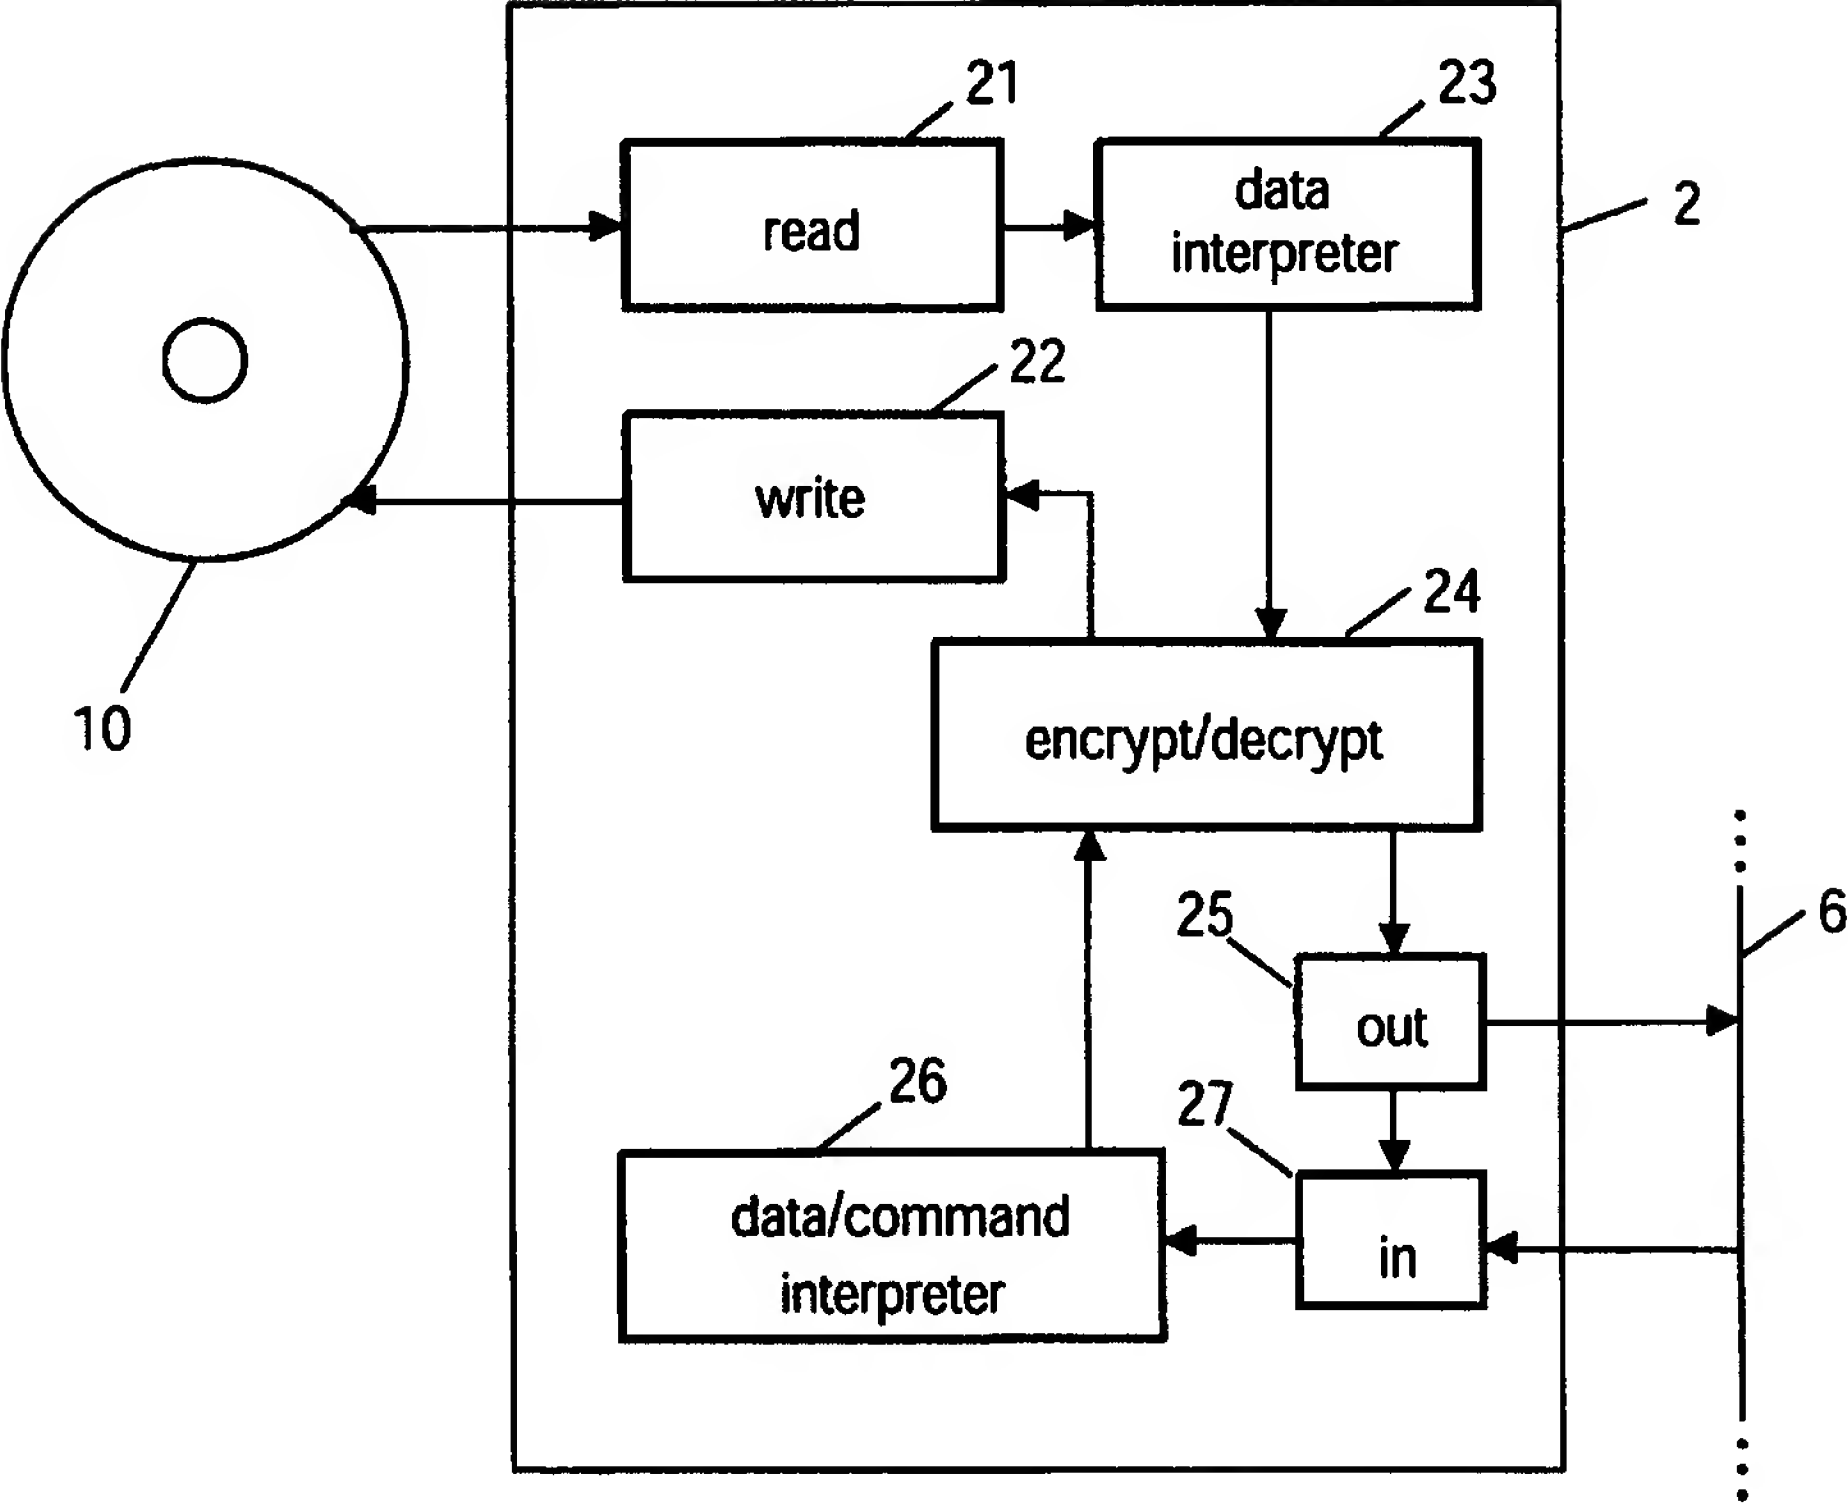 21
23
read
data
interpreter
2
22
write
24
10
encrypt/decrypt
25
6
out
26
27
data/command
interpreter
in